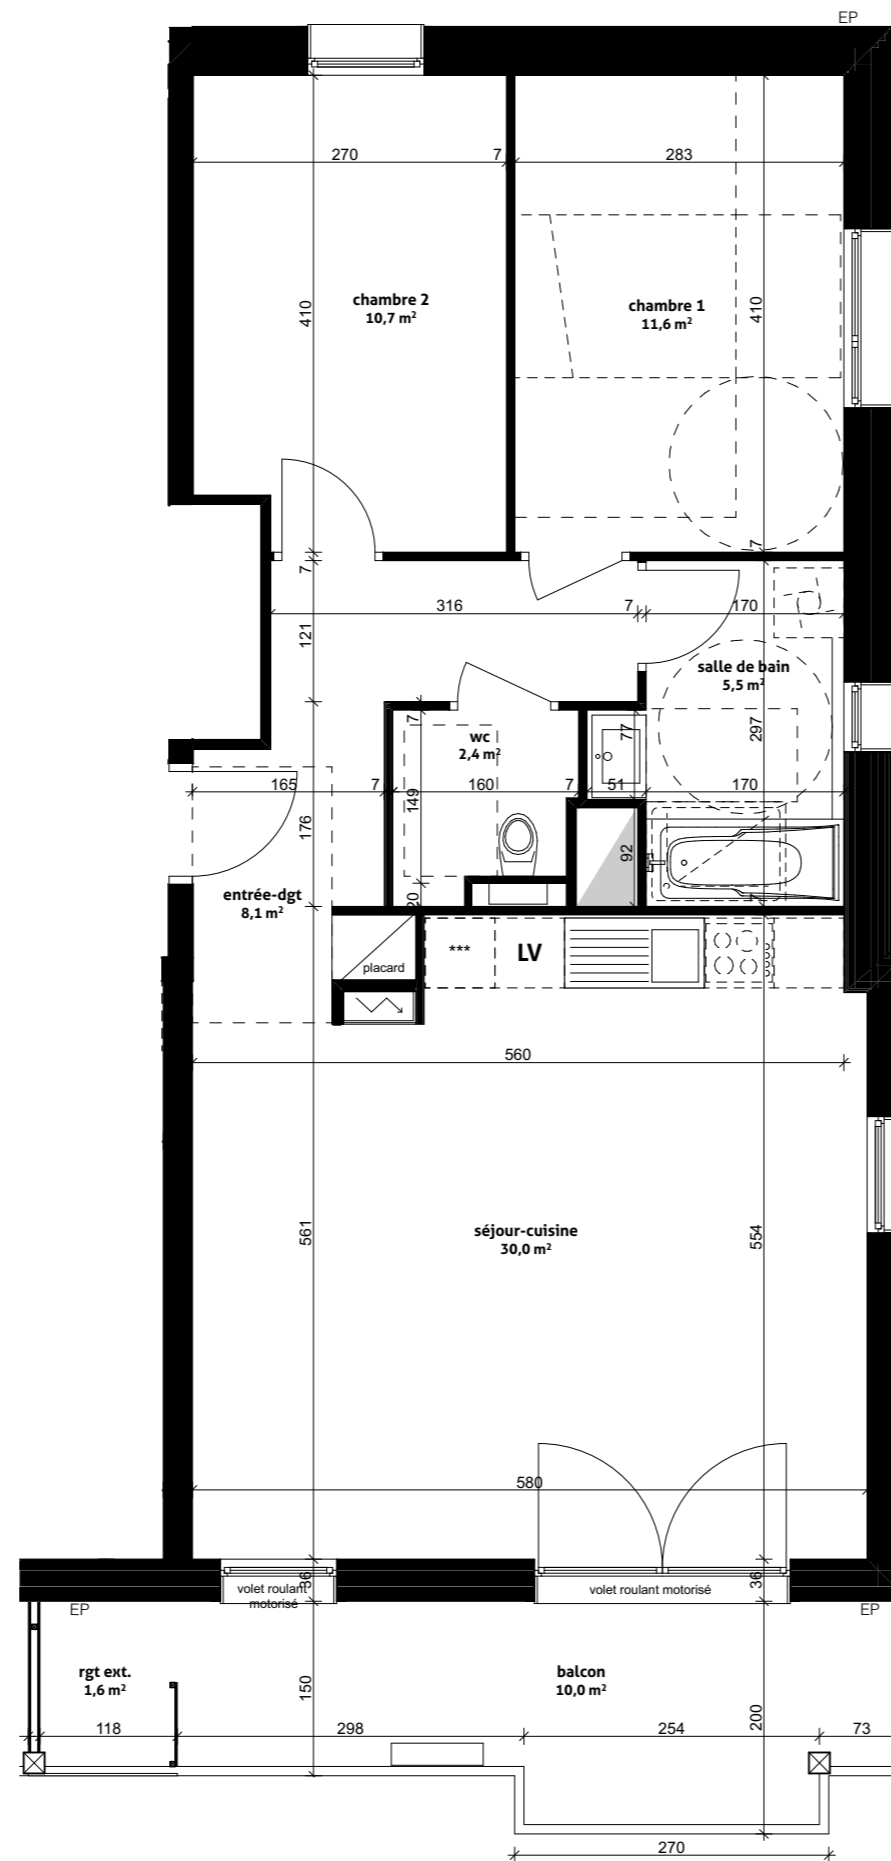 EP
270
7
283
chambre 2
10,7 m²
chambre 1
11,6 m²
410
410
7
7
316
7
170
121
salle de bain
5,5 m²
wc
2,4 m²
7
77
297
165
7
160
7
51
170
149
176
92
entrée-dgt
8,1 m²
20
7
placard
***
LV
560
séjour-cuisine
30,0 m²
561
554
580
volet roulant
motorisé
36
volet roulant motorisé
36
EP
EP
rgt ext.
1,6 m²
balcon
10,0 m²
150
200
118
298
254
73
270